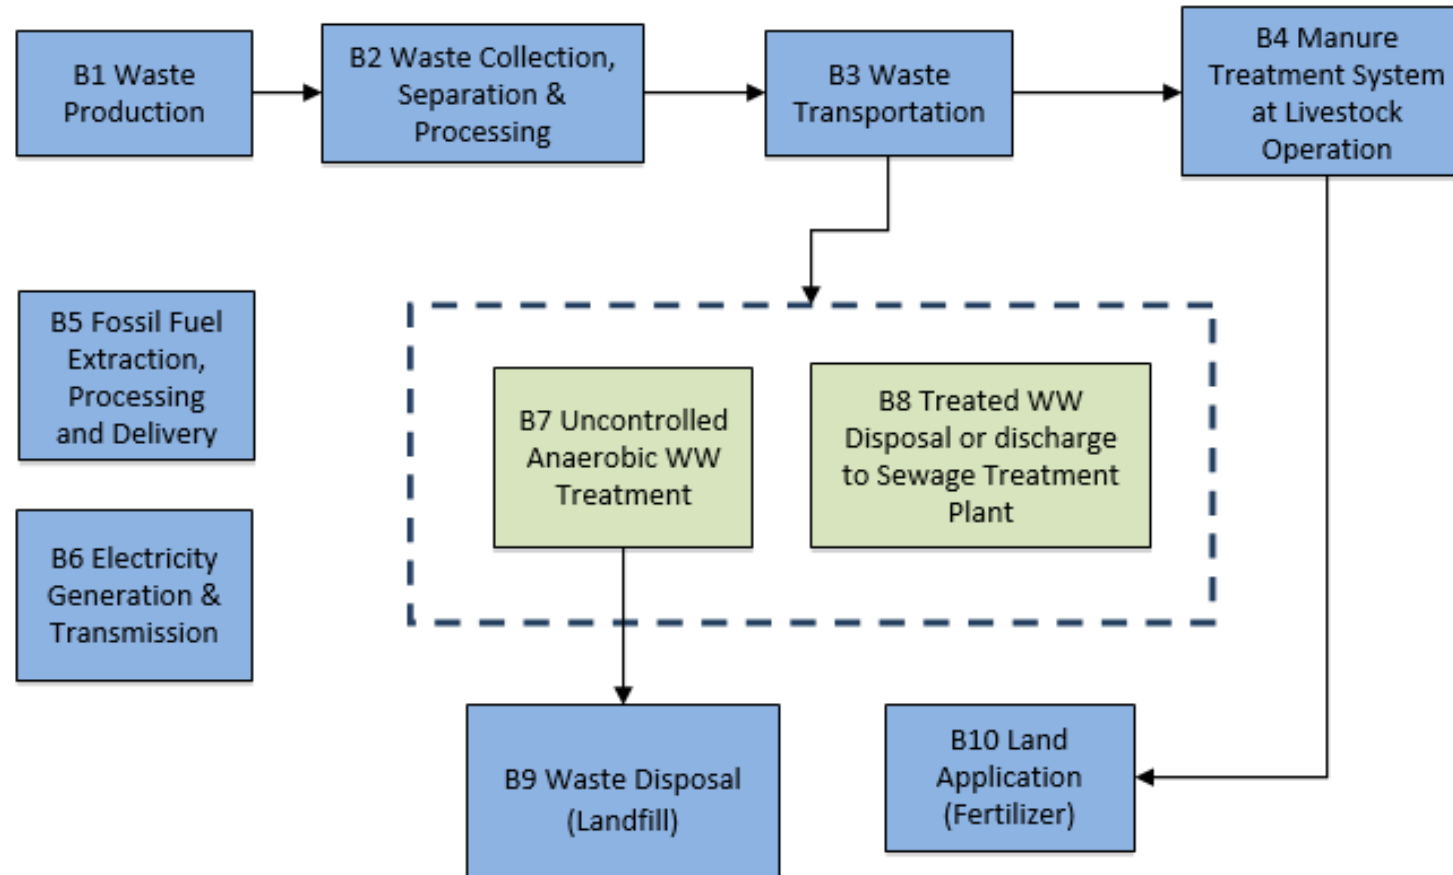 B1 Waste
Production
B2 Waste Collection,
Separation &
Processing
B3 Waste
Transportation
B4 Manure
Treatment System
at Livestock
Operation
B5 Fossil Fuel
Extraction,
Processing
and Delivery
B7 Uncontrolled
Anaerobic WW
Treatment
B8 Treated WW
Disposal or discharge
to Sewage Treatment
Plant
B6 Electricity
Generation &
Transmission
B9 Waste Disposal
(Landfill)
B10 Land
Application
(Fertilizer)